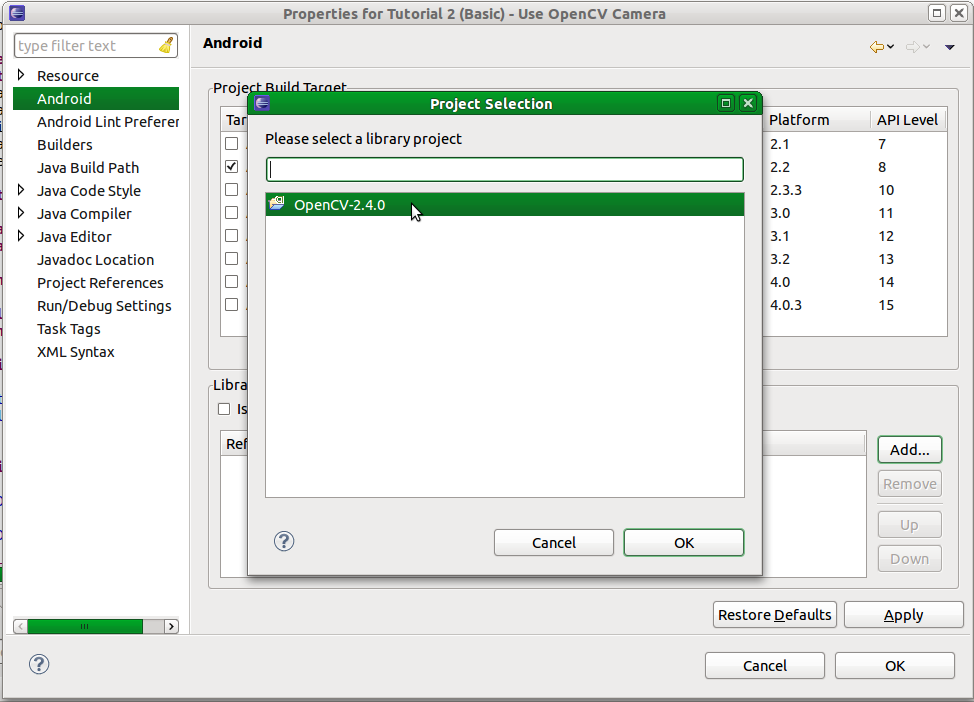 Properties for Tutorial 2 (Basic) - Use OpenCV Camera
type filter text
Android
Resource
Android
Android Lint Preferer
Builders
Java Build Path
Java Code Style
Java Compiler
Java Editor
Javadoc Location
Project References
Run/Debug Settings
Task Tags
XML Syntax
Project Build Target
Tar
Platform API Level
2.1 7
2.2 8
2.3.3 10
3.0 11
3.1 12
3.2 13
4.0 14
4.0.3 15
Project Selection
Please select a library project
OpenCV-2.4.0
Cancel OK
Libra
Is
Ref
Add...
Remove
Up
Down
Restore Defaults Apply
Cancel OK